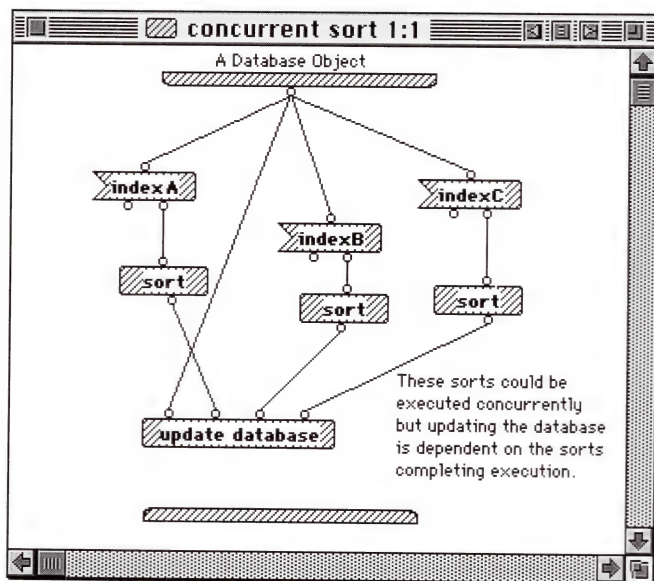 concurrent sort 1:1
A Database Object
indexA
indexC
indexB
sort
sort
sort
These sorts could be
executed concurrently
but updating the database
is dependent on the sorts
completing execution.
update database